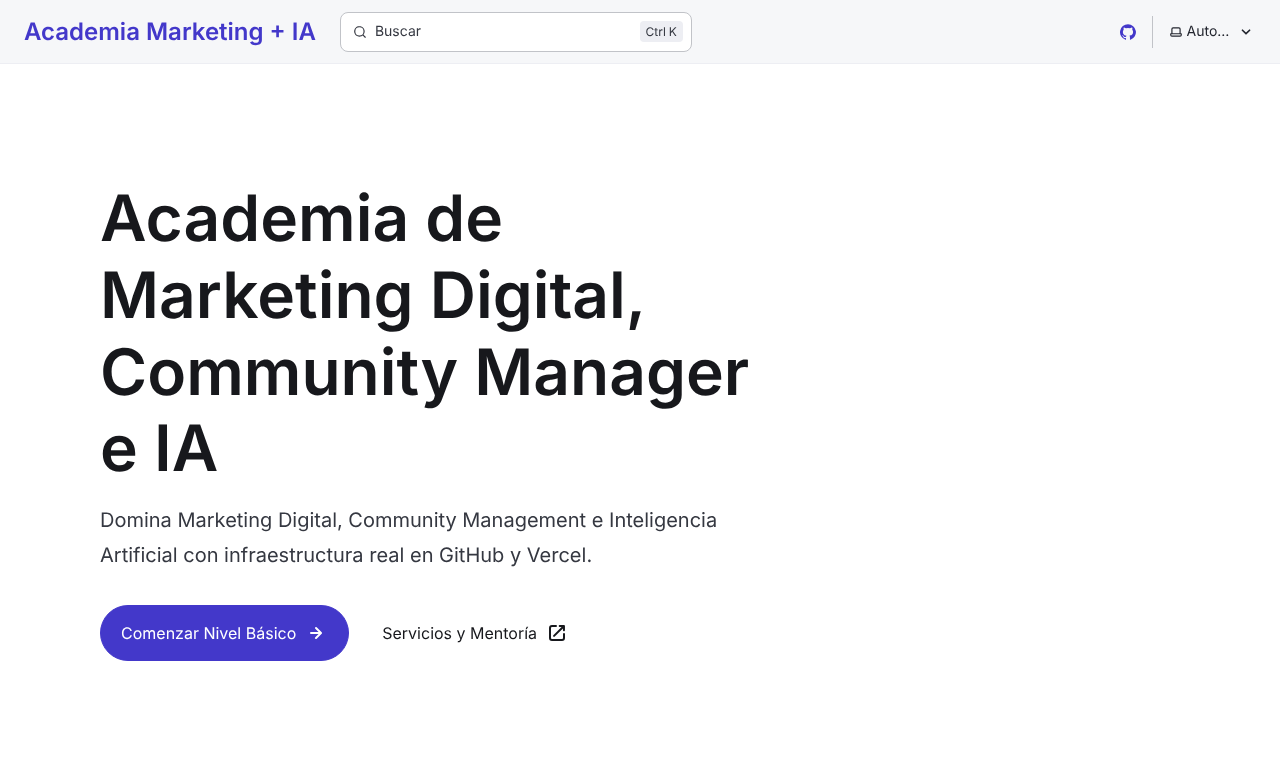 Academia Marketing + IA
Buscar
Ctrl K
Auto...
Academia de
Marketing Digital,
Community Manager
e IA
Domina Marketing Digital, Community Management e Inteligencia
Artificial con infraestructura real en GitHub y Vercel.
Comenzar Nivel Básico
Servicios y Mentoría